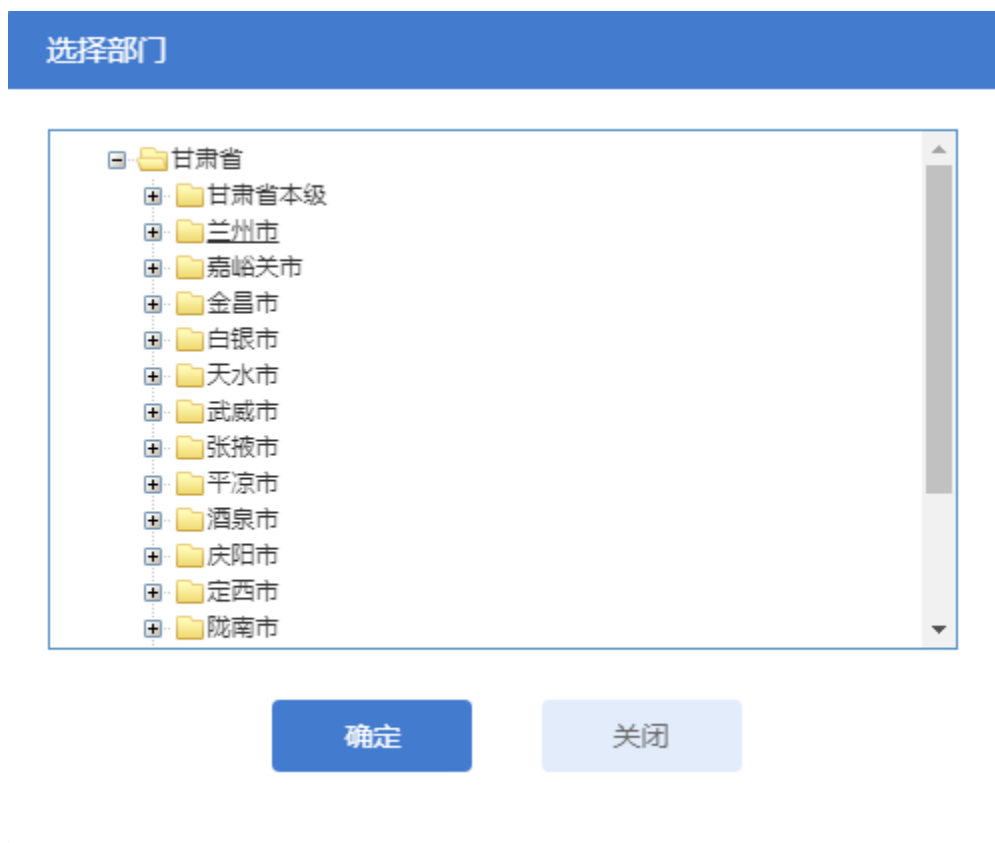 选择部门
甘肃省
甘肃省本级
兰州市
嘉峪关市
金昌市
白银市
天水市
武威市
张掖市
平凉市
酒泉市
庆阳市
定西市
陇南市
确定
关闭